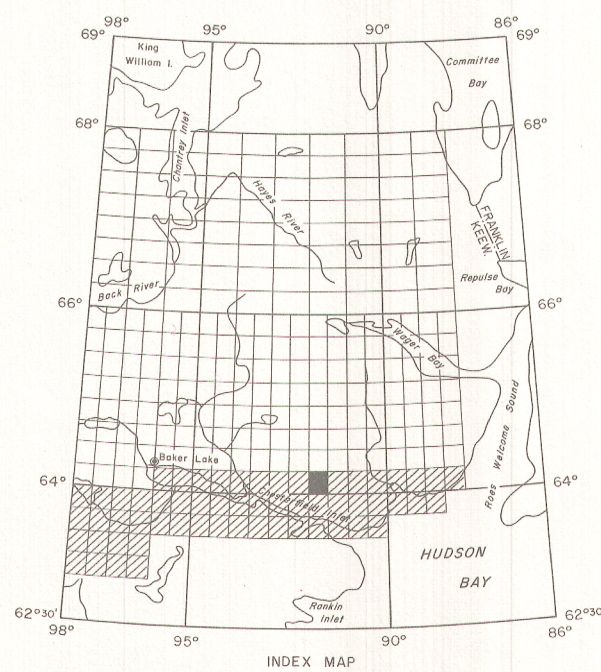 98°
95°
90°
86°
69°
69°
King
William I.
Committee
Bay
68°
68°
Chantrey Inlet
Hayes
River
FRANKLIN
KEEW.
Repulse
Bay
Back River
66°
66°
Wager Bay
Roes Welcome Sound
Baker Lake
64°
64°
Chesterfield Inlet
HUDSON
BAY
Rankin
Inlet
62°30'
62°30'
98°
95°
90°
86°
INDEX MAP